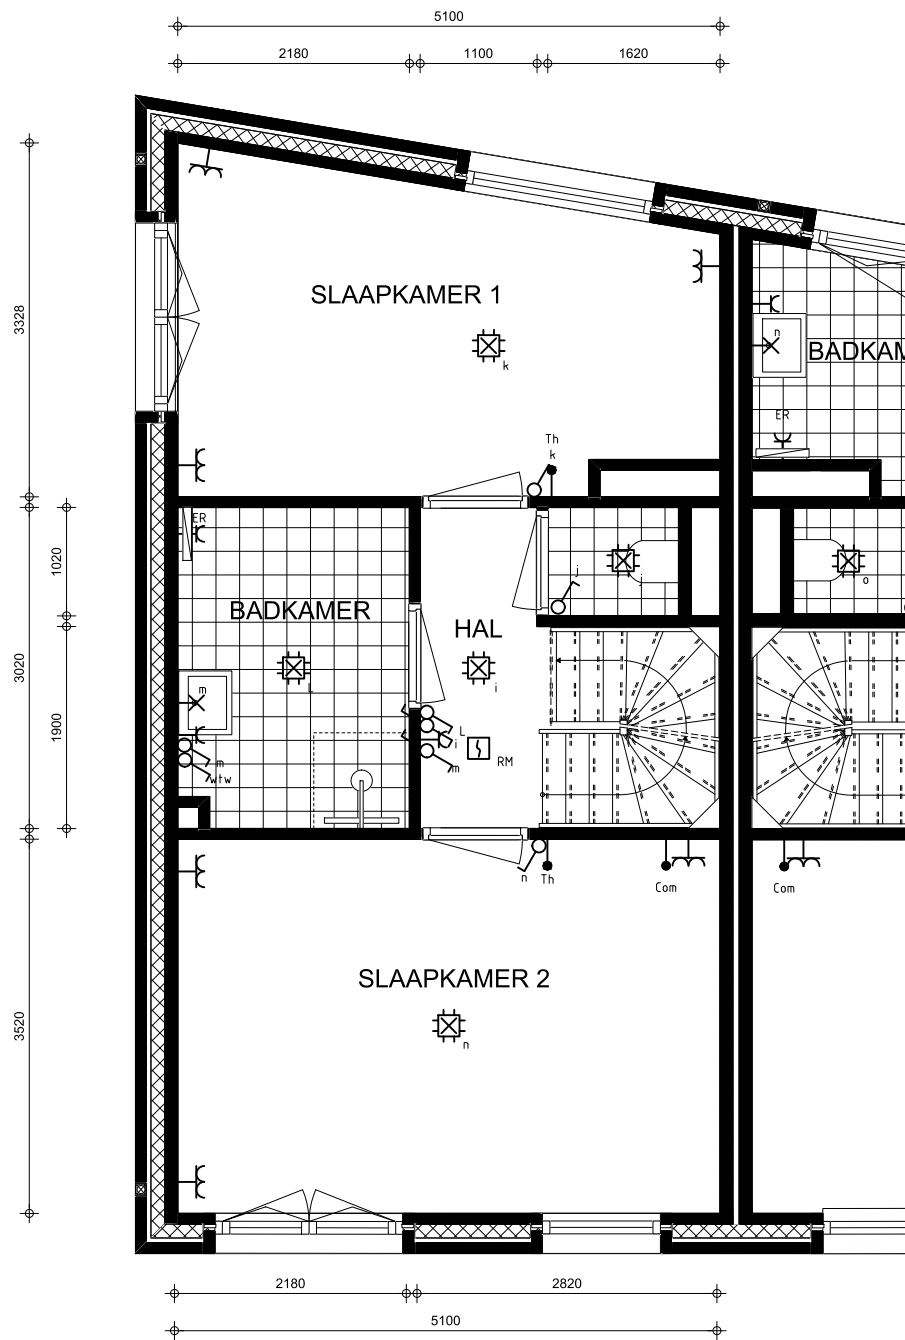 5100
2180 1100 1620
3328
SLAAPKAMER 1
k
n
BADKAM
ER
Th
k
ER
1020
j
j
o
BADKAMER
HAL
3020
L
i
m
L
i
RM
m
m
wtw
1900
n
Th
Com
Com
SLAAPKAMER 2
n
3520
2180 2820
5100